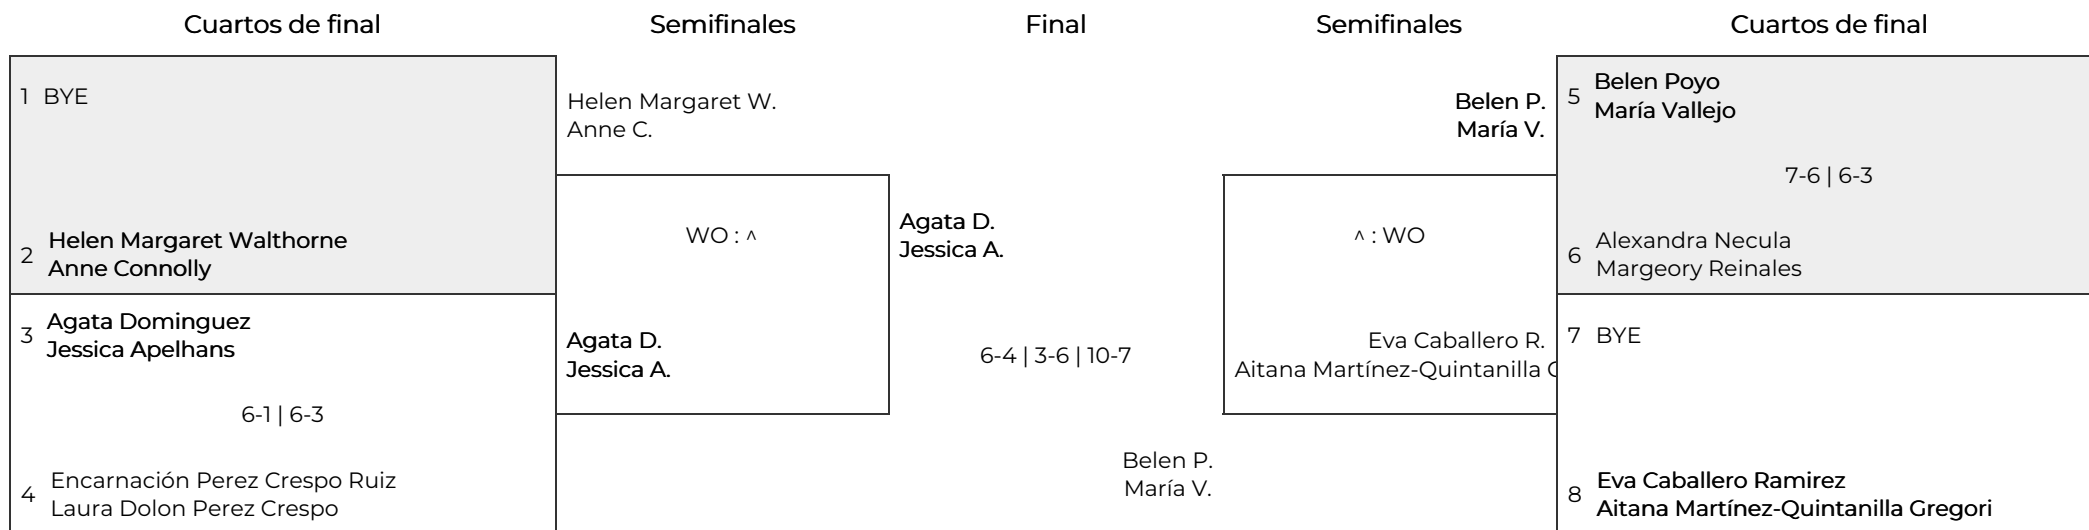 Cuartos de final
Semifinales
Final
Semifinales
Cuartos de final
1 BYE
2 Helen Margaret Walthorne
Anne Connolly
3 Agata Dominguez
Jessica Apelhans
6-1 | 6-3
4 Encarnación Perez Crespo Ruiz
Laura Dolon Perez Crespo
Helen Margaret W.
Anne C.
WO : ^
Agata D.
Jessica A.
Agata D.
Jessica A.
6-4 | 3-6 | 10-7
Belen P.
María V.
Belen P.
María V.
^ : WO
Eva Caballero R.
Aitana Martínez-Quintanilla G
5 Belen Poyo
María Vallejo
7-6 | 6-3
6 Alexandra Necula
Margeory Reinales
7 BYE
8 Eva Caballero Ramirez
Aitana Martínez-Quintanilla Gregori